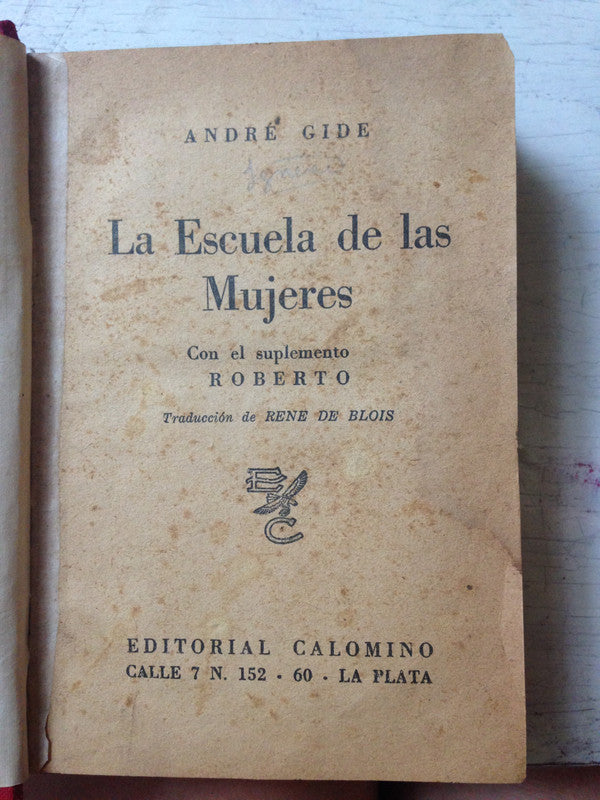 ANDRÉ GIDE
La Escuela de las
Mujeres
Con el suplemento
ROBERTO
Traducción de RENE DE BLOIS
E
C
EDITORIAL CALOMINO
CALLE 7 N. 152 - 60 - LA PLATA